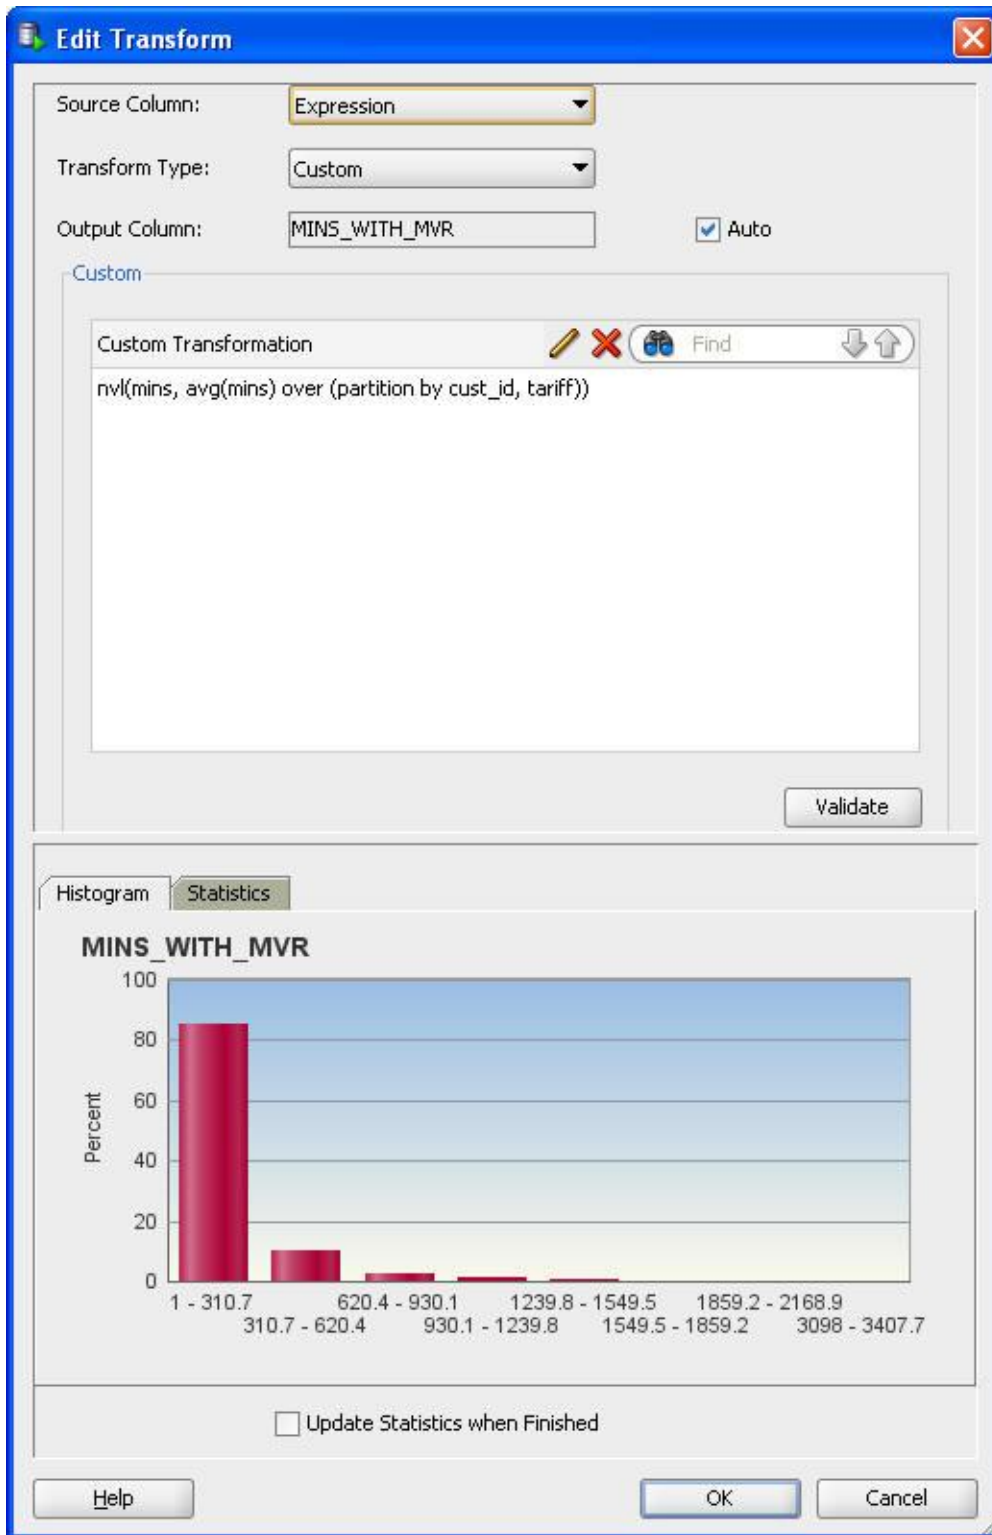 Edit Transform
Source Column: Expression
Transform Type: Custom
Output Column: MINS_WITH_MVR Auto
Custom
Custom Transformation Find
nvl(mins, avg(mins) over (partition by cust_id, tariff))
Validate
Histogram Statistics
MINS_WITH_MVR
100
80
60
40
20
0
Percent
1 - 310.7 620.4 - 930.1 1239.8 - 1549.5 1859.2 - 2168.9
310.7 - 620.4 930.1 - 1239.8 1549.5 - 1859.2 3098 - 3407.7
Update Statistics when Finished
Help OK Cancel